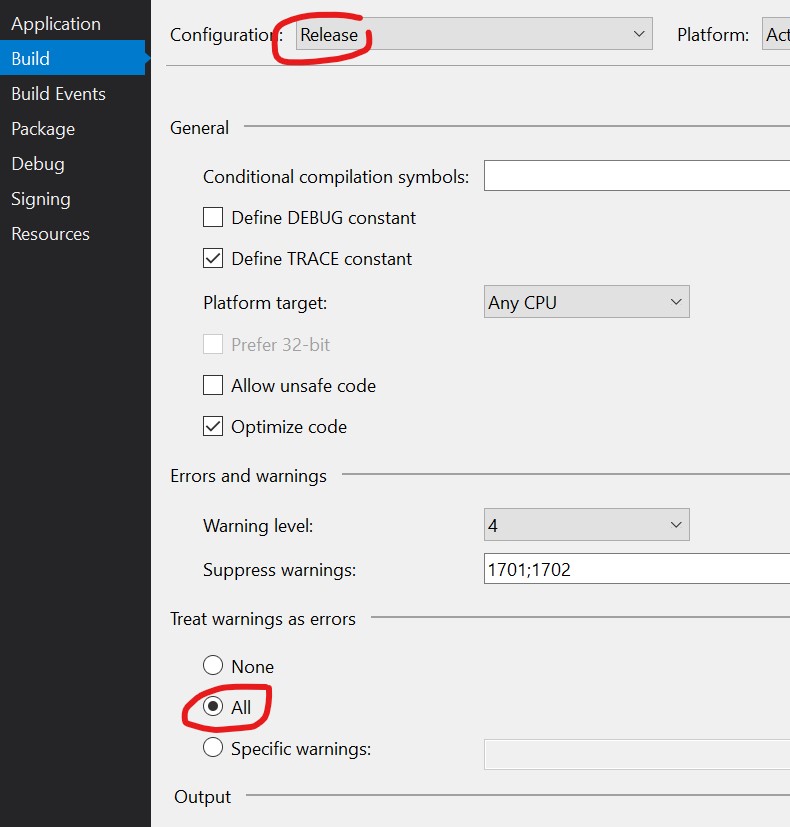 Application
Build
Build Events
Package
Debug
Signing
Resources
Configuration: Release Platform: Act
General
Conditional compilation symbols:
Define DEBUG constant
Define TRACE constant
Platform target: Any CPU
Prefer 32-bit
Allow unsafe code
Optimize code
Errors and warnings
Warning level: 4
Suppress warnings: 1701;1702
Treat warnings as errors
None
All
Specific warnings:
Output